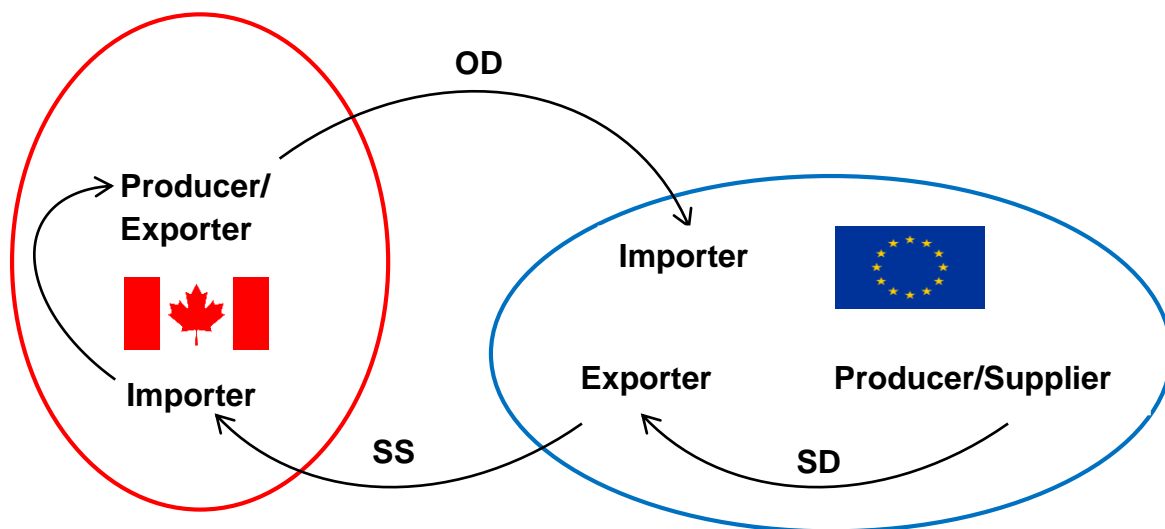 OD
Producer/
Exporter
Importer
Exporter
Producer/Supplier
Importer
SS
SD